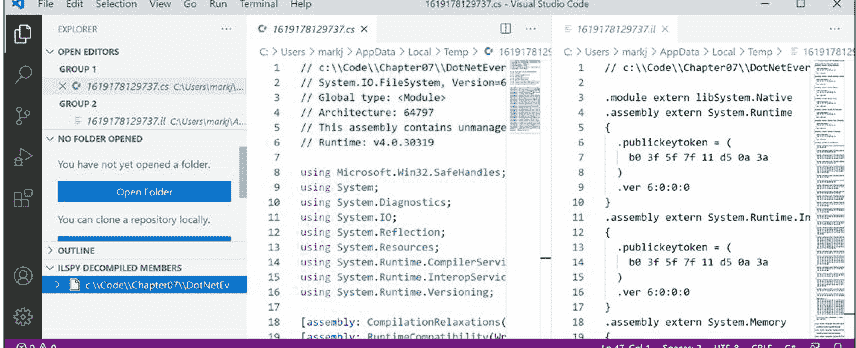 File Edit Selection View Go Run Terminal Help 1619178129737.cs - Visual Studio Code
EXPLORER
OPEN EDITORS
GROUP 1
1619178129737.cs C:\Users\markj\A...
GROUP 2
1619178129737.il C:\Users\markj\A...
NO FOLDER OPENED
You have not yet opened a folder.
Open Folder
You can clone a repository locally.
OUTLINE
ILSPY DECOMPILED MEMBERS
c:\\Code\\Chapter07\\DotNetEv
1619178129737.cs
C: > Users > markj > AppData > Local > Temp > 1619178129
1 // c:\\Code\\Chapter07\\DotNetEver
2 // System.IO.FileSystem, Version=6
3 // Global type: <Module>
4 // Architecture: 64797
5 // This assembly contains unmanage
6 // Runtime: v4.0.30319
7
8 using Microsoft.Win32.SafeHandles;
9 using System;
10 using System.Diagnostics;
11 using System.IO;
12 using System.Reflection;
13 using System.Resources;
14 using System.Runtime.CompilerServi
15 using System.Runtime.InteropServic
16 using System.Runtime.Versioning;
17
18 [assembly: CompilationRelaxations(
19 [assembly: RuntimeCompatibility(Wr
1619178129737.il
C: > Users > markj > AppData > Local > Temp > 1619178129
1 // c:\\Code\\Chapter07\\DotNetEver
2
3 .module extern libSystem.Native
4 .assembly extern System.Runtime
5 {
6 .publickeytoken = (
7 b0 3f 5f 7f 11 d5 0a 3a
8 )
9 .ver 6:0:0:0
10 }
11 .assembly extern System.Runtime.In
12 {
13 .publickeytoken = (
14 b0 3f 5f 7f 11 d5 0a 3a
15 )
16 .ver 6:0:0:0
17 }
18 .assembly extern System.Memory
19 {